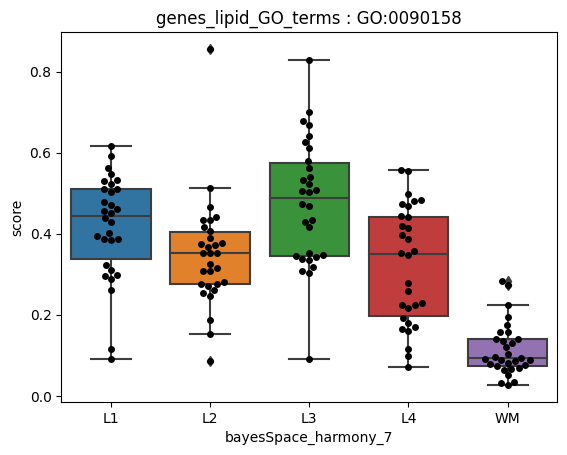 genes_lipid_GO_terms : GO:0090158
score
0.8
0.6
0.4
0.2
0.0
L1 L2 L3 L4 WM
bayesSpace_harmony_7